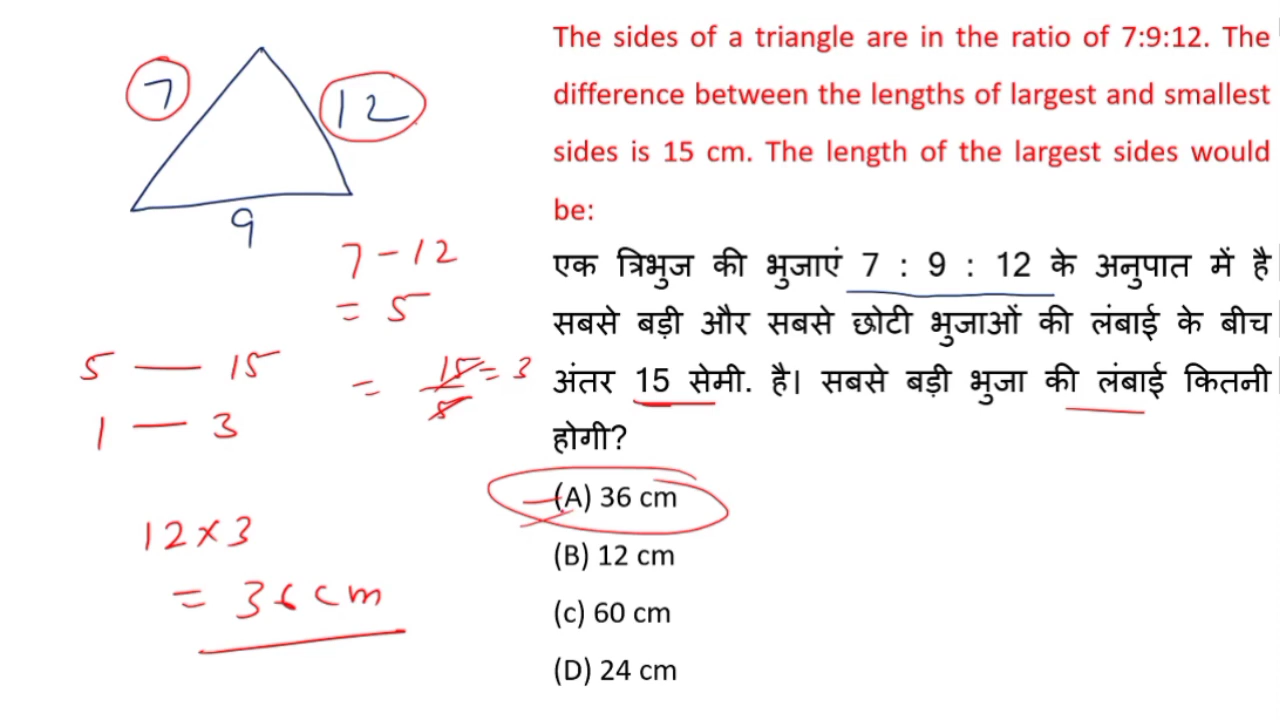 7
12
9
7 - 12
= 5
5 — 15
= 15/5 = 3
1 — 3
12 × 3
= 36 cm
The sides of a triangle are in the ratio of 7:9:12. The
difference between the lengths of largest and smallest
sides is 15 cm. The length of the largest sides would
be:
एक त्रिभुज की भुजाएं 7 : 9 : 12 के अनुपात में है
सबसे बड़ी और सबसे छोटी भुजाओं की लंबाई के बीच
अंतर 15 सेमी. है। सबसे बड़ी भुजा की लंबाई कितनी
होगी?
(A) 36 cm
(B) 12 cm
(c) 60 cm
(D) 24 cm